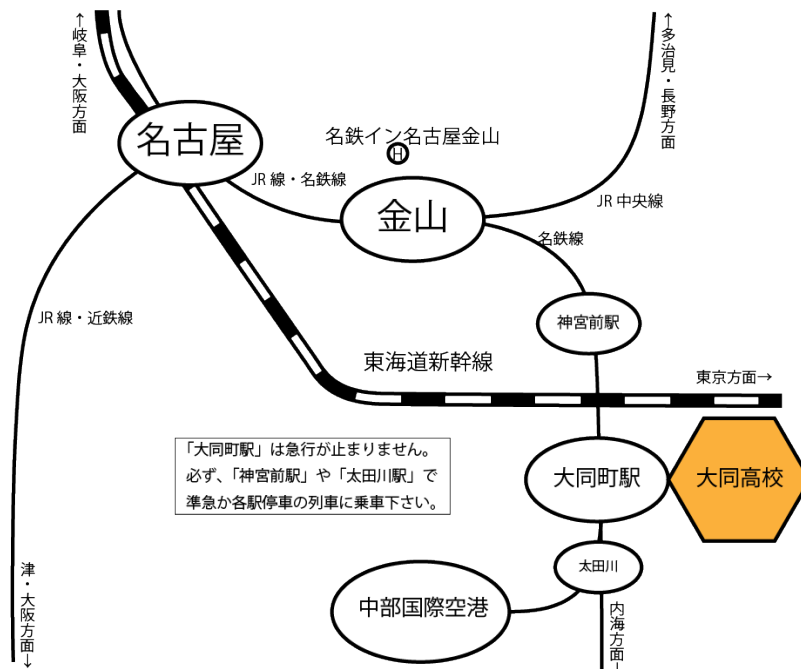 ←岐阜・大阪方面
←多治見・長野方面
名古屋
名鉄イン名古屋金山
H
JR 線・名鉄線
金山
JR 中央線
名鉄線
神宮前駅
JR 線・近鉄線
東海道新幹線
東京方面→
「大同町駅」は急行が止まりません。
必ず、「神宮前駅」や「太田川駅」で
準急か各駅停車の列車に乗車下さい。
大同町駅
大同高校
太田川
中部国際空港
津・大阪方面→
内海方面→